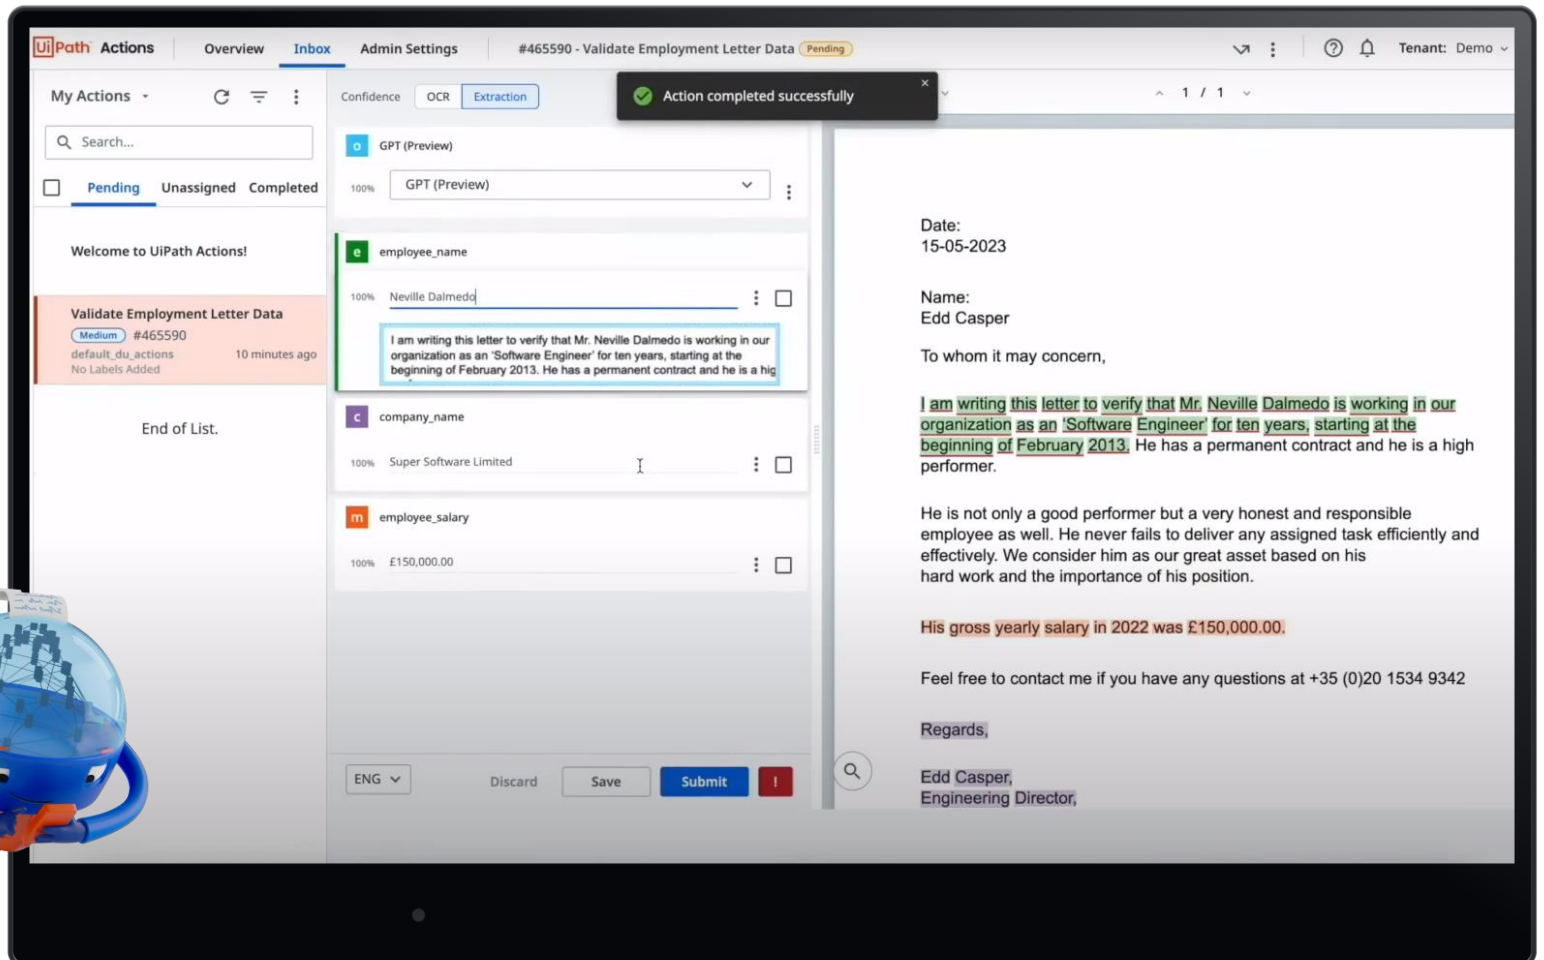 UiPath Actions
Overview
Inbox
Admin Settings
#465590 - Validate Employment Letter Data Pending
Tenant: Demo
My Actions
Search...
Pending
Unassigned
Completed
Welcome to UiPath Actions!
Validate Employment Letter Data
Medium #465590
default_du_actions 10 minutes ago
No Labels Added
End of List.
Confidence OCR Extraction
Action completed successfully
o GPT (Preview)
100% GPT (Preview)
e employee_name
100% Neville Dalmedo
I am writing this letter to verify that Mr. Neville Dalmedo is working in our
organization as an 'Software Engineer' for ten years, starting at the
beginning of February 2013. He has a permanent contract and he is a hig
c company_name
100% Super Software Limited
m employee_salary
100% £150,000.00
ENG
Discard
Save
Submit
!
1 / 1
Date:
15-05-2023
Name:
Edd Casper
To whom it may concern,
I am writing this letter to verify that Mr. Neville Dalmedo is working in our
organization as an 'Software Engineer' for ten years, starting at the
beginning of February 2013. He has a permanent contract and he is a high
performer.
He is not only a good performer but a very honest and responsible
employee as well. He never fails to deliver any assigned task efficiently and
effectively. We consider him as our great asset based on his
hard work and the importance of his position.
His gross yearly salary in 2022 was £150,000.00.
Feel free to contact me if you have any questions at +35 (0)20 1534 9342
Regards,
Edd Casper,
Engineering Director,